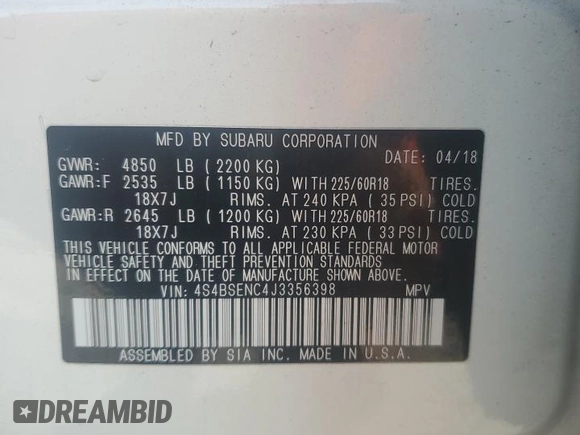 MFD BY SUBARU CORPORATION
GVWR: 4850 LB ( 2200 KG) DATE: 04/18
GAWR:F 2535 LB ( 1150 KG) WITH 225/60R18 TIRES.
18X7J RIMS. AT 240 KPA ( 35 PSI) COLD
GAWR:R 2645 LB ( 1200 KG) WITH 225/60R18 TIRES.
18X7J RIMS. AT 230 KPA ( 33 PSI) COLD
THIS VEHICLE CONFORMS TO ALL APPLICABLE FEDERAL MOTOR
VEHICLE SAFETY AND THEFT PREVENTION STANDARDS
IN EFFECT ON THE DATE OF MANUFACTURE SHOWN ABOVE.
VIN: 4S4BSENC4J3356398 MPV
ASSEMBLED BY SIA INC. MADE IN U.S.A.
DREAMBID